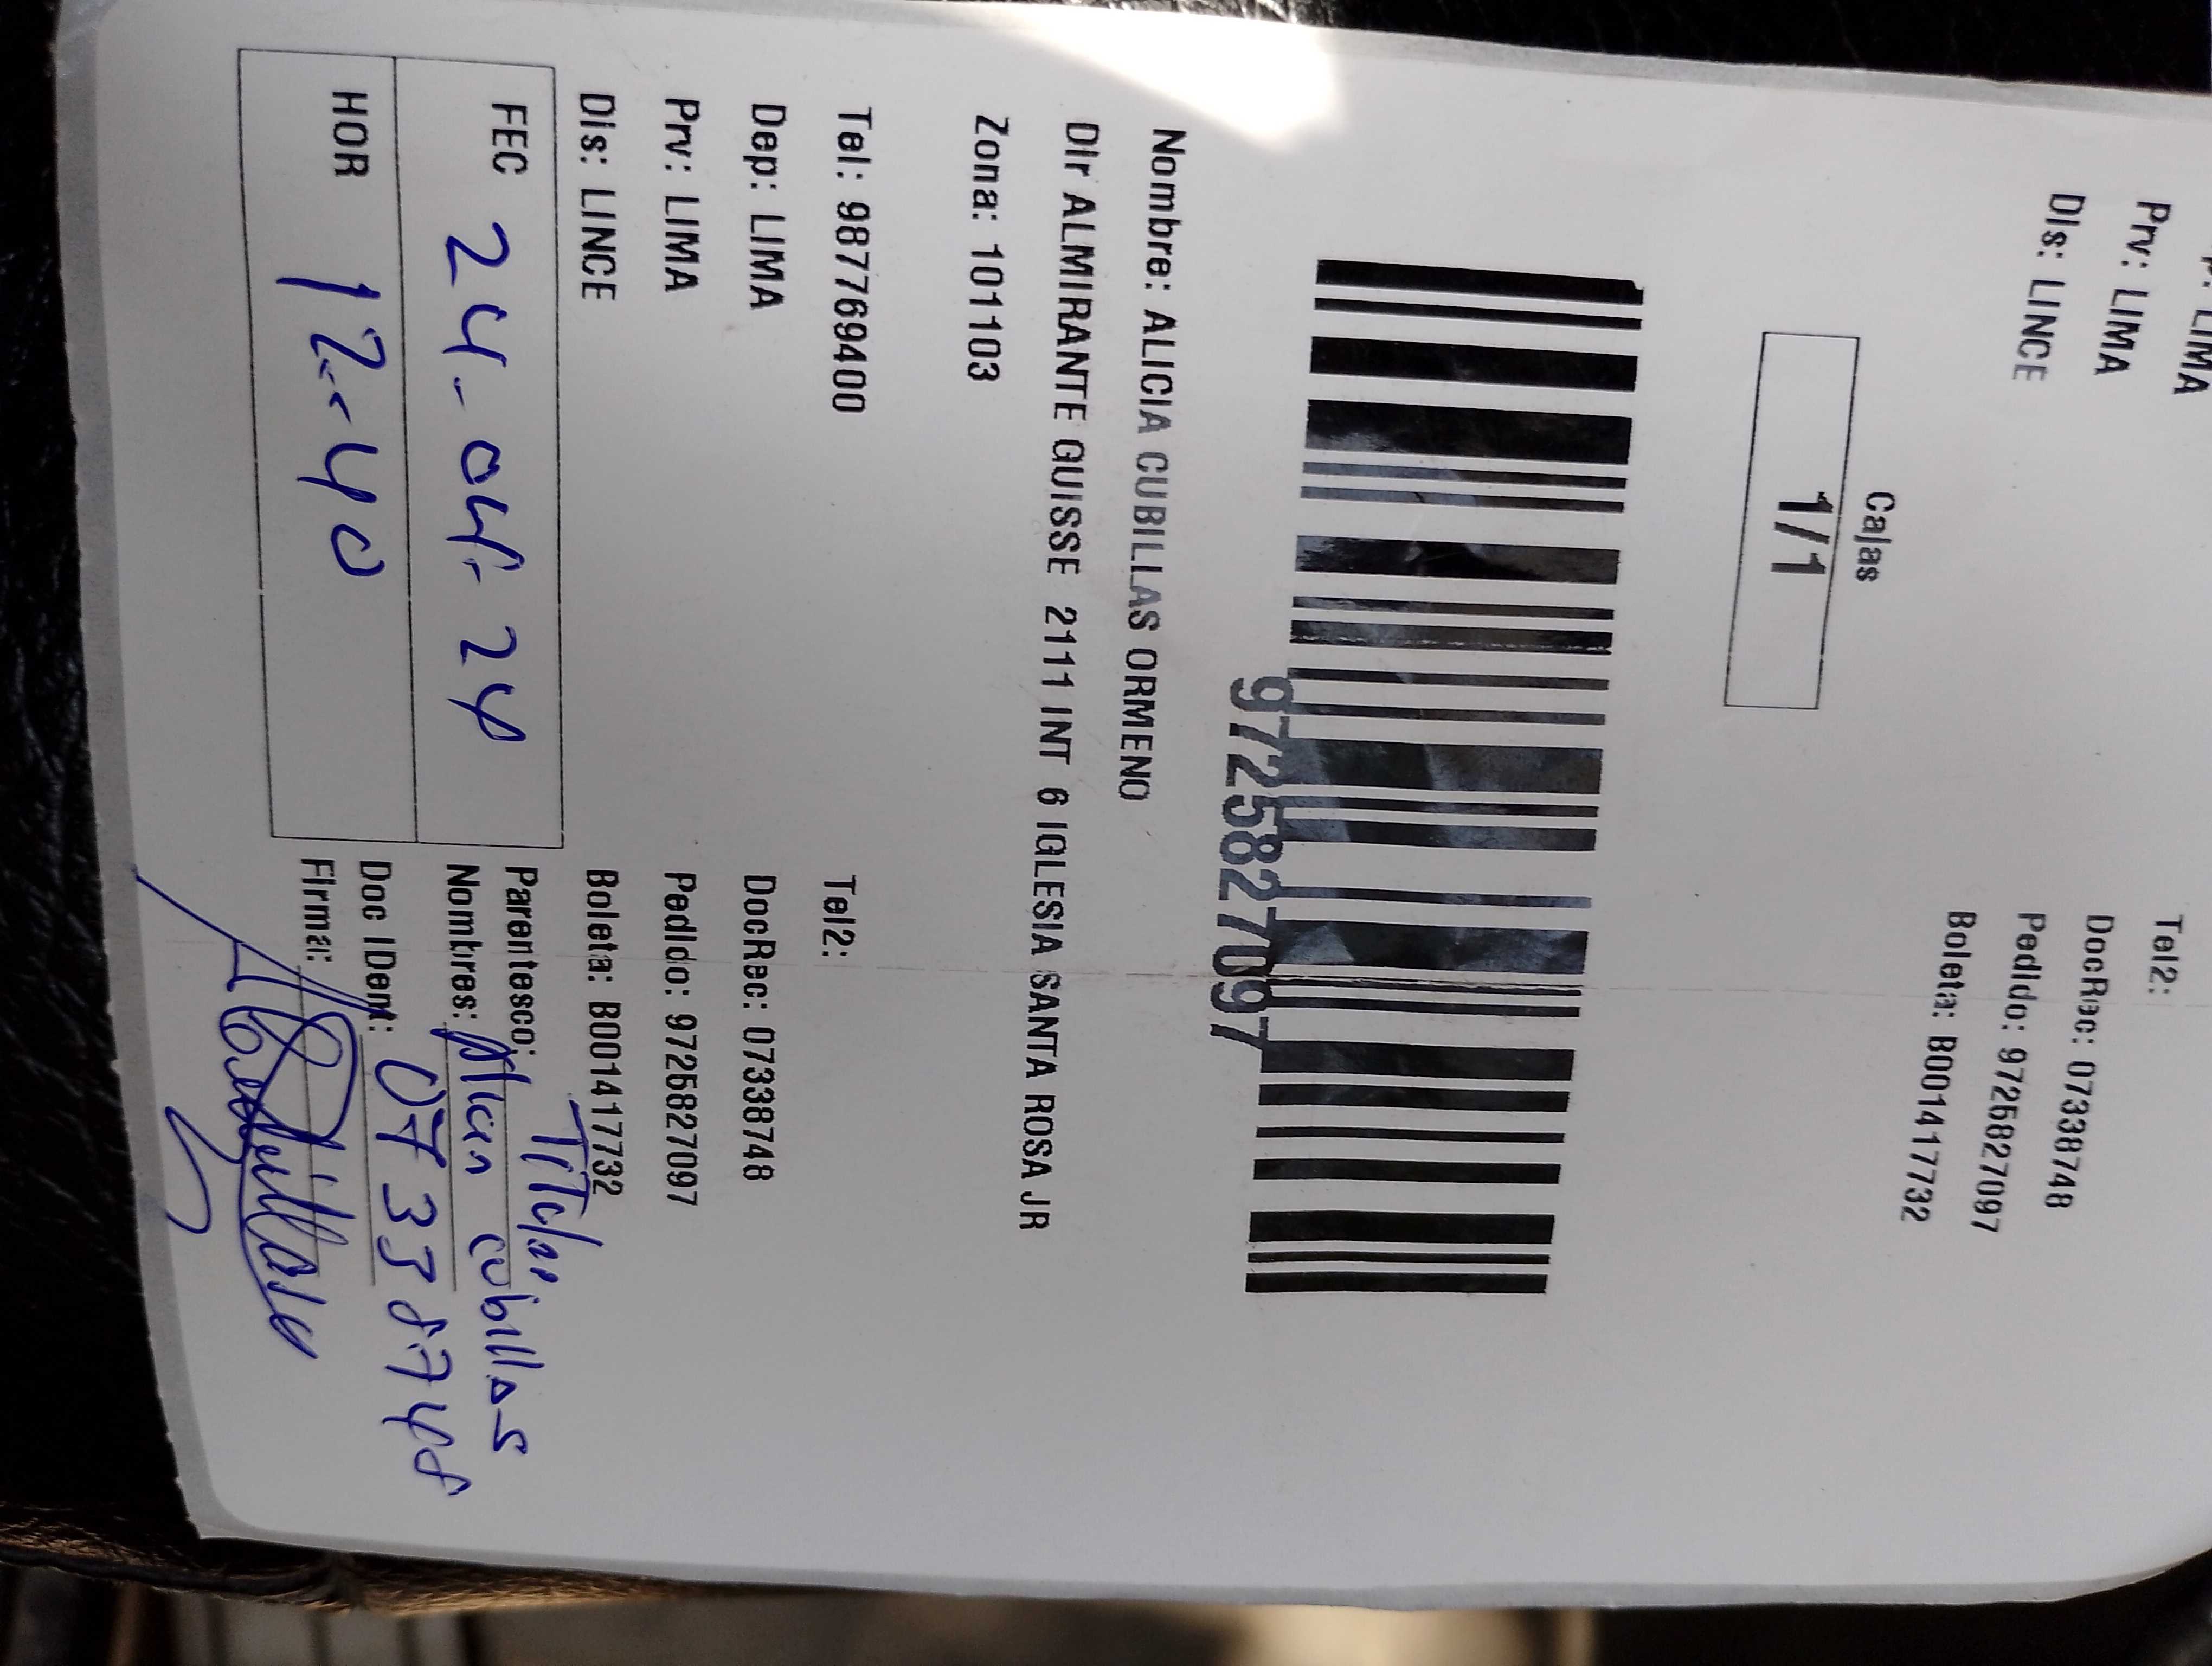 Prv: LIMA
Dis: LINCE
Tel2:
DocRec: 07338748
Pedido: 9725827097
Boleta: B001417732
Cajas
1/1
9725827097
Nombre: ALICIA CUBILLAS ORMENO
Dir ALMIRANTE GUISSE 2111 INT 6 IGLESIA SANTA ROSA JR
Zona: 101103
Tel: 987769400
Tel2:
Dep: LIMA
DocRec: 07338748
Prv: LIMA
Pedido: 9725827097
Dis: LINCE
Boleta: B001417732
FEC 24-04-24
Parentesco: Titular
Nombres: cubillas
HOR 12-40
Doc IDent: 07338748
Firma: